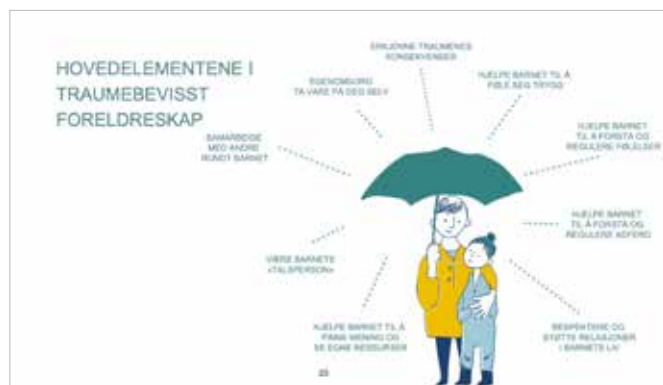 HOVEDELEMENTENE I
TRAUMEBEVISST
FORELDRESKAP
ERKJENNE TRAUMENES
KONSEKVENSER
EGENOMSORG
TA VARE PÅ DEG SELV
HJELPE BARNET TIL Å
FØLE SEG TRYGG
SAMARBEIDE
MED ANDRE
RUNDT BARNET
HJELPE BARNET
TIL Å FORSTÅ OG
REGULERE FØLELSER
HJELPE BARNET
TIL Å FORSTÅ OG
REGULERE ADFERD
VÆRE BARNETS
«TALSPERSON»
HJELPE BARNET TIL Å
FINNE MENING OG
SE EGNE RESSURSER
RESPEKTERE OG
STØTTE RELASJONER
I BARNETS LIV